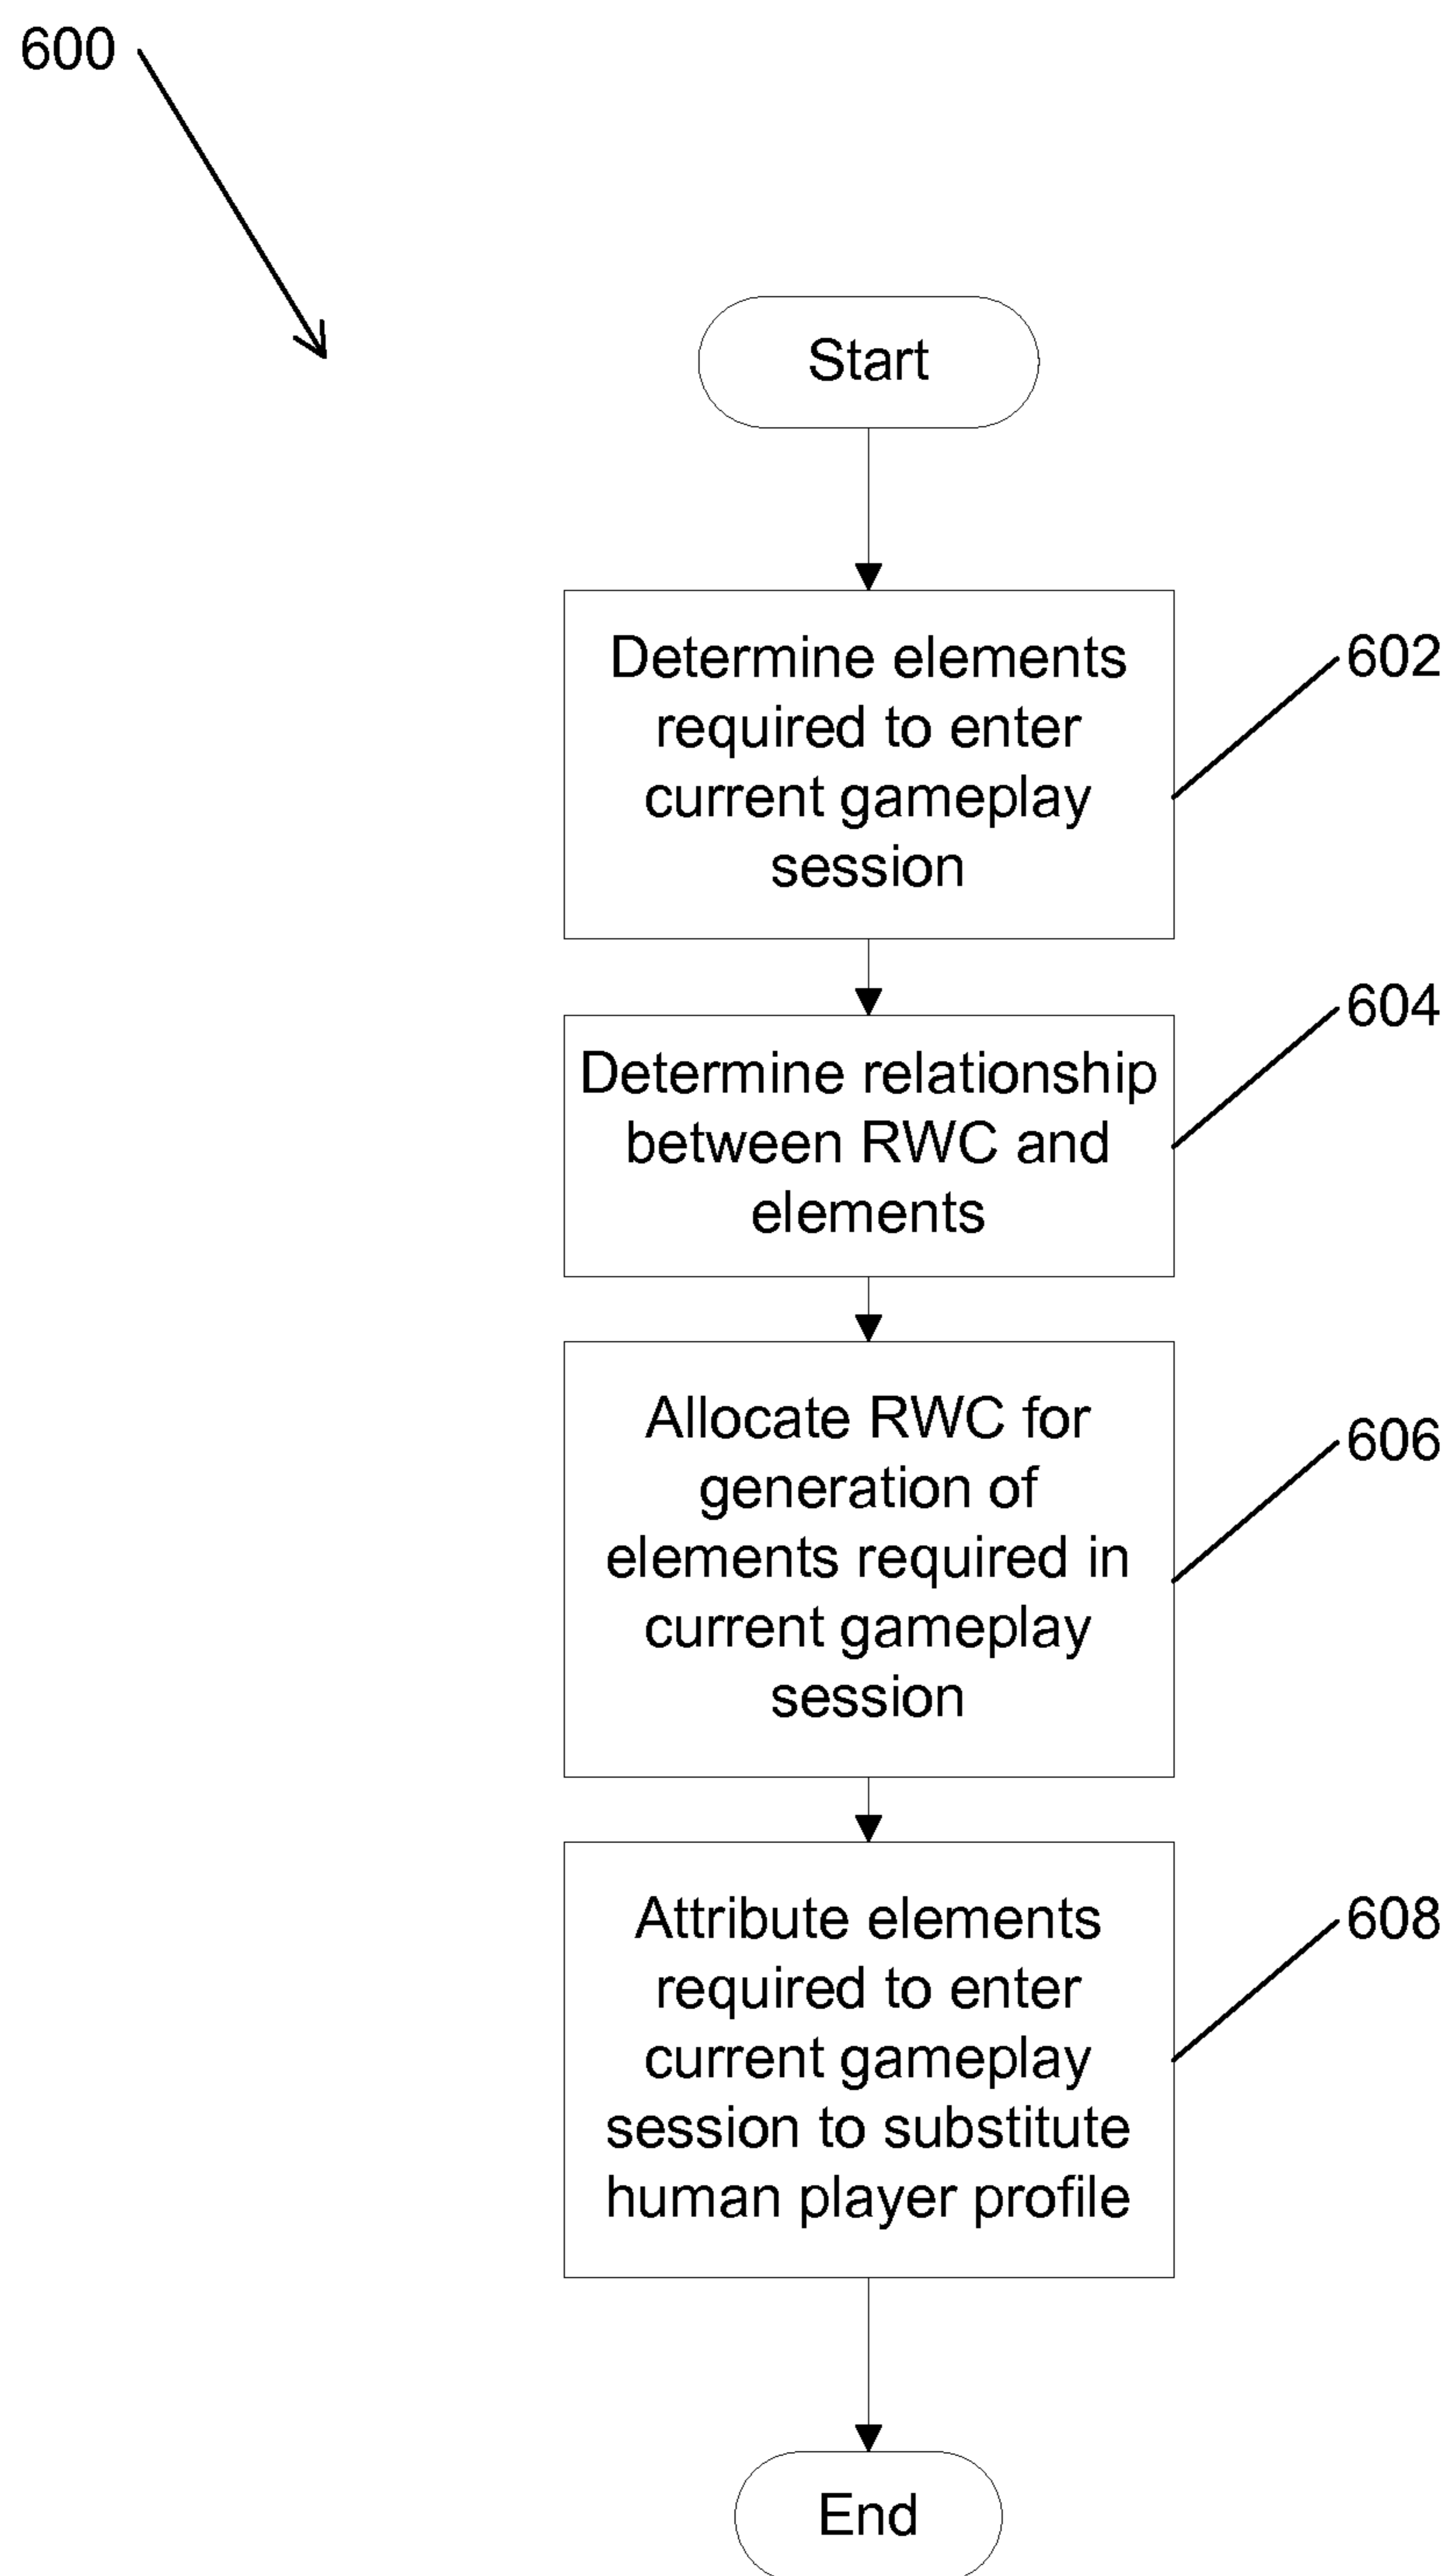 600
Start
Determine elements
required to enter
current gameplay
session
602
Determine relationship
between RWC and
elements
604
Allocate RWC for
generation of
elements required in
current gameplay
session
606
Attribute elements
required to enter
current gameplay
session to substitute
human player profile
608
End